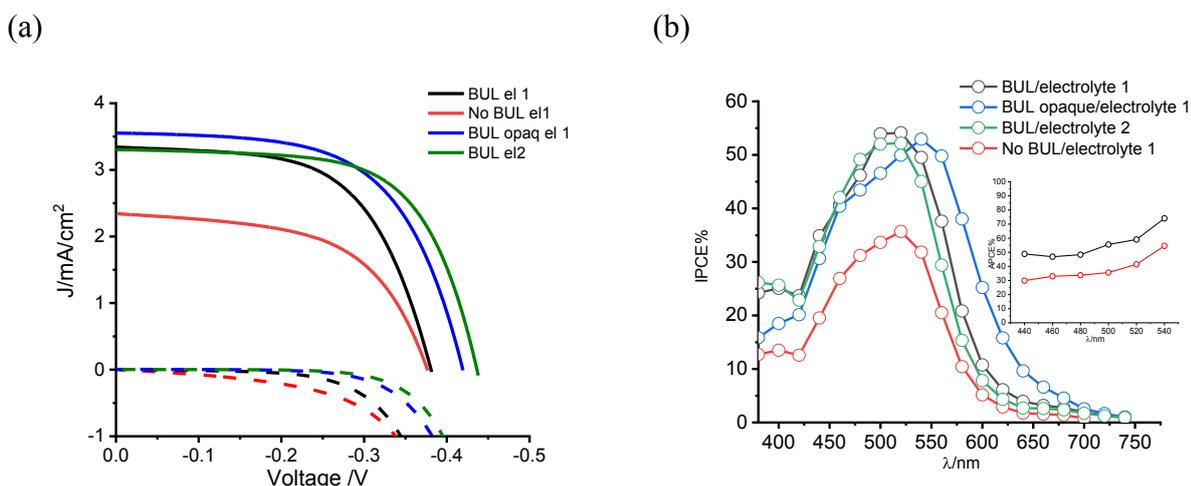 (a)
(b)
BUL el 1
No BUL el1
BUL opaq el 1
BUL el2
4
3
2
1
0
-1
J/mA/cm²
0.0 -0.1 -0.2 -0.3 -0.4 -0.5
Voltage /V
BUL/electrolyte 1
BUL opaque/electrolyte 1
BUL/electrolyte 2
No BUL/electrolyte 1
60
50
40
30
20
10
0
IPCE%
400 450 500 550 600 650 700 750
λ/nm
100
90
80
70
60
50
40
30
20
10
0
APCE%
440 460 480 500 520 540
λ/nm